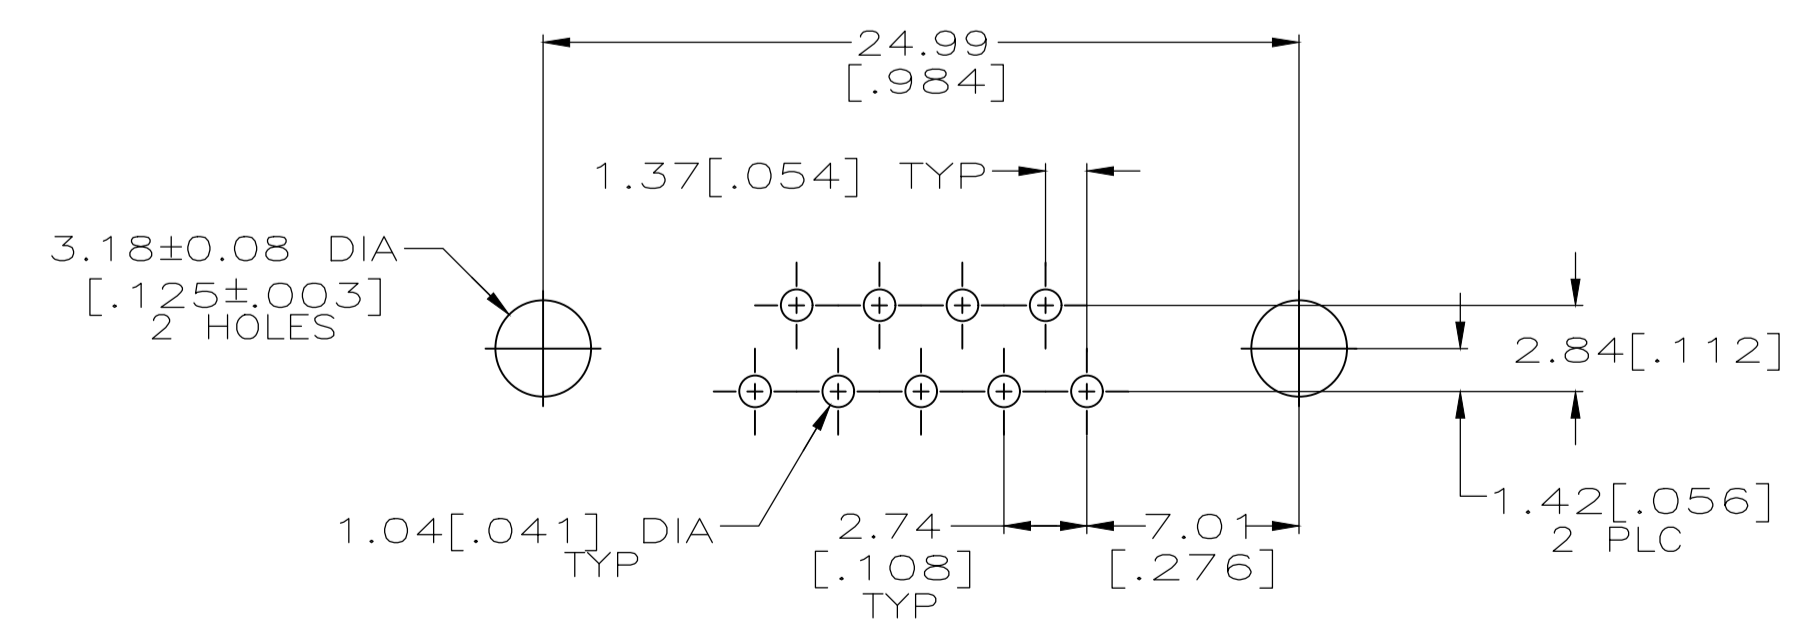 24.99
[.984]
1.37[.054] TYP
3.18±0.08 DIA
[.125±.003]
2 HOLES
2.84[.112]
1.42[.056]
2 PLC
1.04[.041] DIA
TYP
2.74
[.108]
TYP
7.01
[.276]